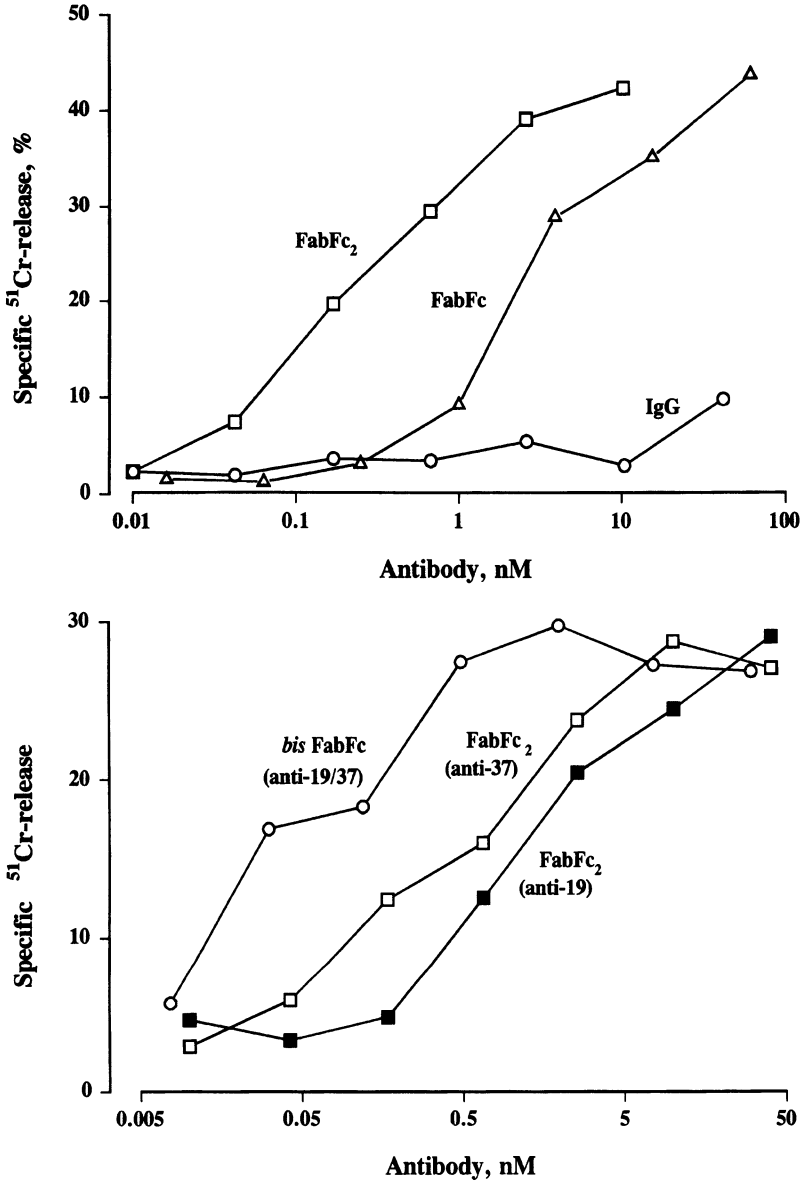 50
40
30
20
10
0
Specific ⁵¹Cr-release, %
FabFc₂
FabFc
IgG
0.01 0.1 1 10 100
Antibody, nM
30
20
10
0
Specific ⁵¹Cr-release
bis FabFc
(anti-19/37)
FabFc₂
(anti-37)
FabFc₂
(anti-19)
0.005 0.05 0.5 5 50
Antibody, nM